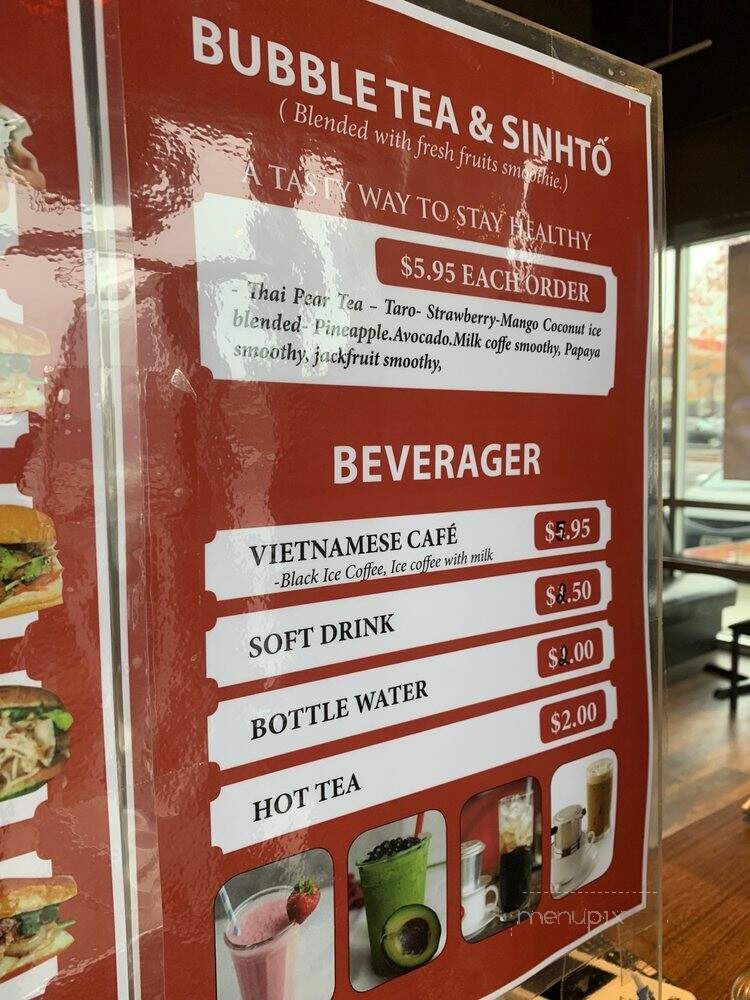 BUBBLE TEA & SINHTỐ
( Blended with fresh fruits smoothie.)
A TASTY WAY TO STAY HEALTHY
$5.95 EACH ORDER
- Thai Pear Tea - Taro- Strawberry-Mango Coconut ice
blended- Pineapple.Avocado.Milk coffe smoothy, Papaya
smoothy, jackfruit smoothy,
BEVERAGER
VIETNAMESE CAFÉ
-Black Ice Coffee, Ice coffee with milk
SOFT DRINK
BOTTLE WATER
$2.00
HOT TEA
menupix